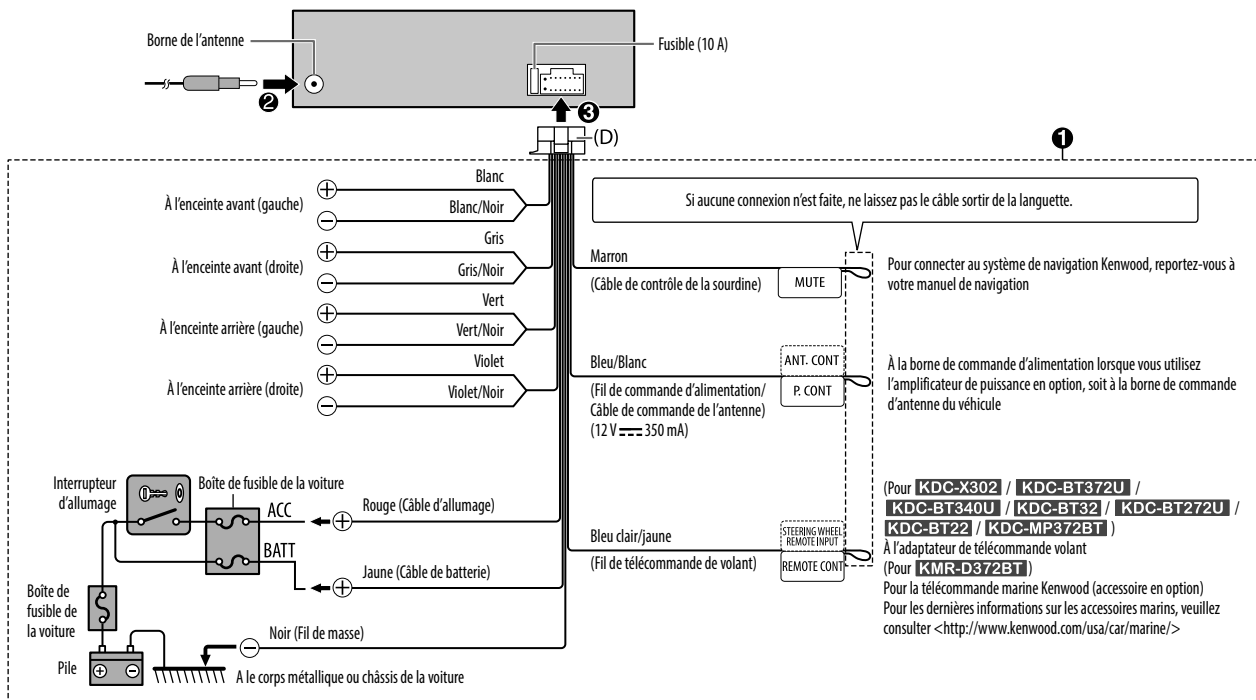 Borne de l'antenne
Fusible (10 A)
2
3
(D)
1
Blanc
À l'enceinte avant (gauche)
Blanc/Noir
Gris
À l'enceinte avant (droite)
Gris/Noir
Vert
À l'enceinte arrière (gauche)
Vert/Noir
Violet
À l'enceinte arrière (droite)
Violet/Noir
Si aucune connexion n'est faite, ne laissez pas le câble sortir de la languette.
Marron
(Câble de contrôle de la sourdine)
MUTE
Pour connecter au système de navigation Kenwood, reportez-vous à
votre manuel de navigation
Bleu/Blanc
(Fil de commande d'alimentation/
Câble de commande de l'antenne)
(12 V ⎓ 350 mA)
ANT. CONT
P. CONT
À la borne de commande d'alimentation lorsque vous utilisez
l'amplificateur de puissance en option, soit à la borne de commande
d'antenne du véhicule
Interrupteur
d'allumage
Boîte de fusible de la voiture
ACC
Rouge (Câble d'allumage)
BATT
Jaune (Câble de batterie)
Bleu clair/jaune
(Fil de télécommande de volant)
STEERING WHEEL
REMOTE INPUT
REMOTE CONT
(Pour KDC-X302 / KDC-BT372U /
KDC-BT340U / KDC-BT32 / KDC-BT272U /
KDC-BT22 / KDC-MP372BT )
À l'adaptateur de télécommande volant
(Pour KMR-D372BT )
Pour la télécommande marine Kenwood (accessoire en option)
Pour les dernières informations sur les accessoires marins, veuillez
consulter <http://www.kenwood.com/usa/car/marine/>
Boîte de
fusible de
la voiture
Noir (Fil de masse)
Pile
A le corps métallique ou châssis de la voiture